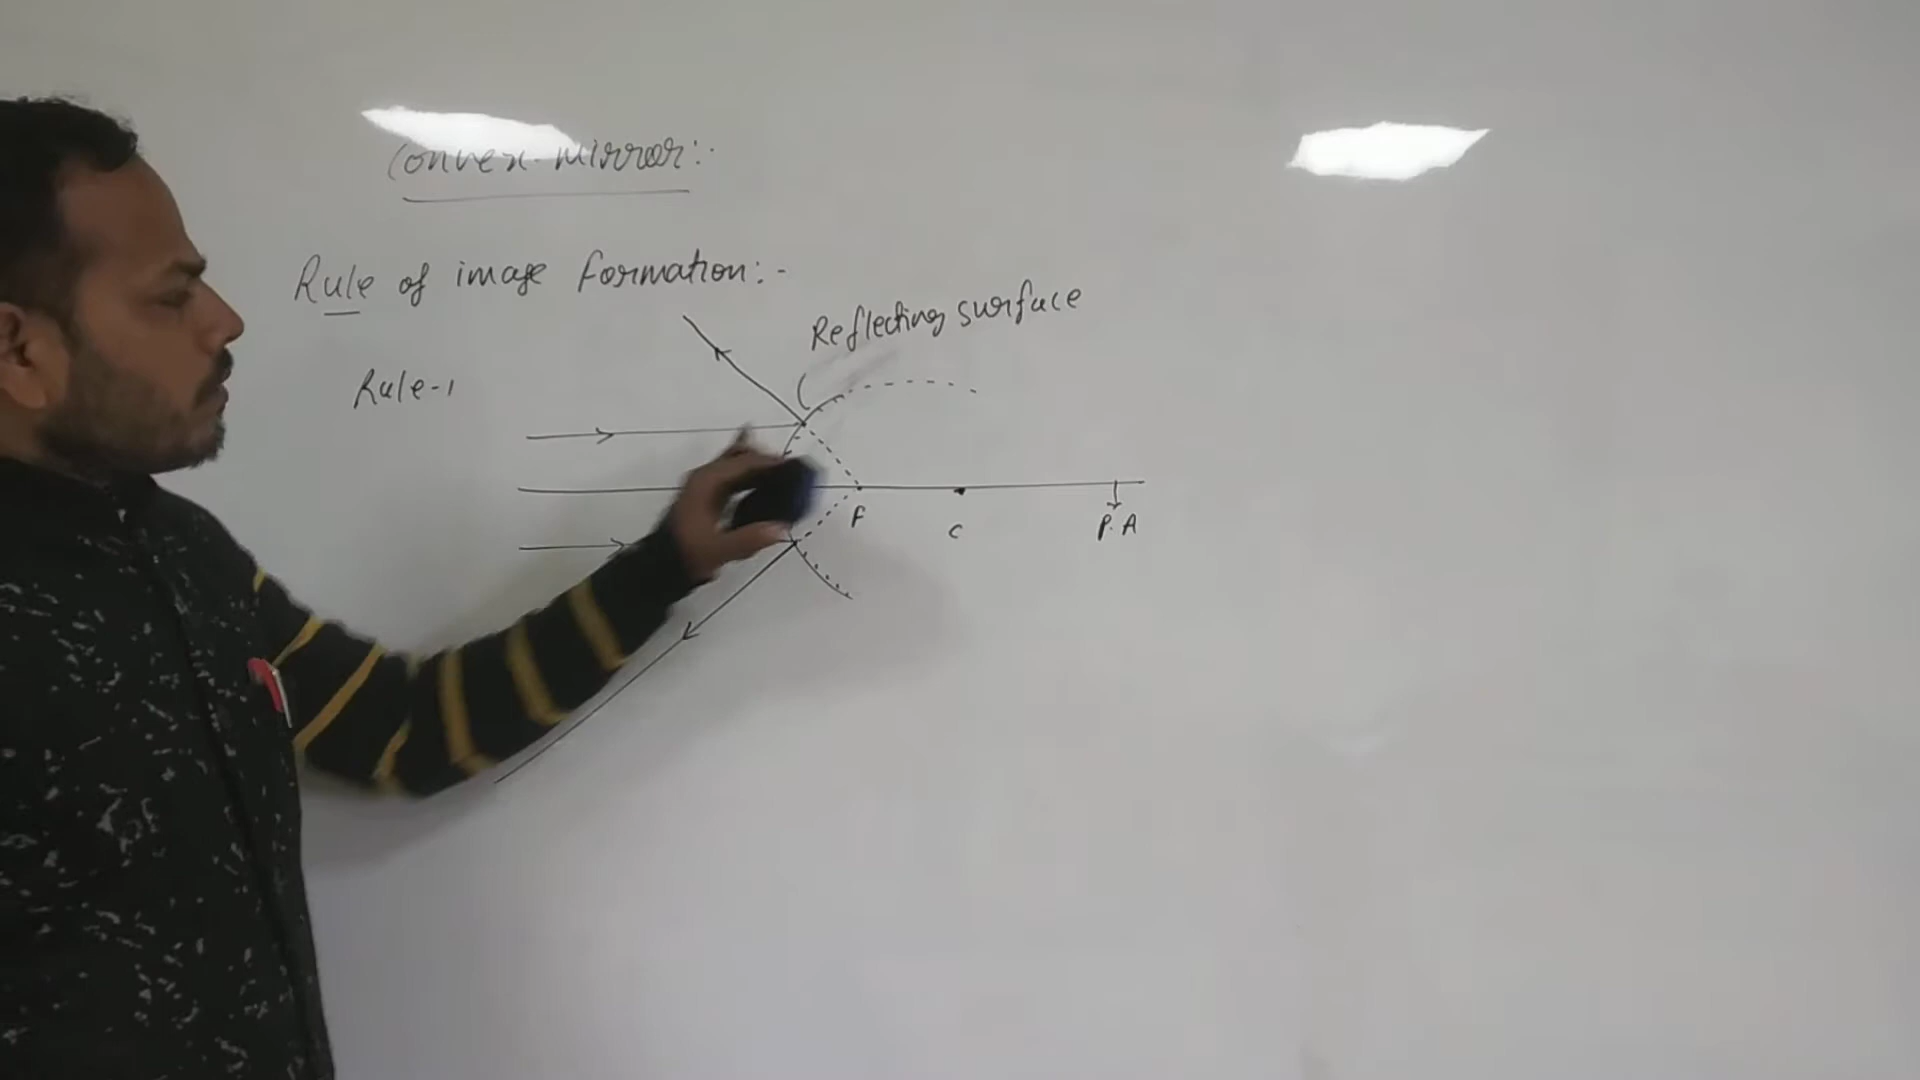 Convex mirror:-
Rule of image formation:-
Reflecting surface
Rule-1
F
C
P.A